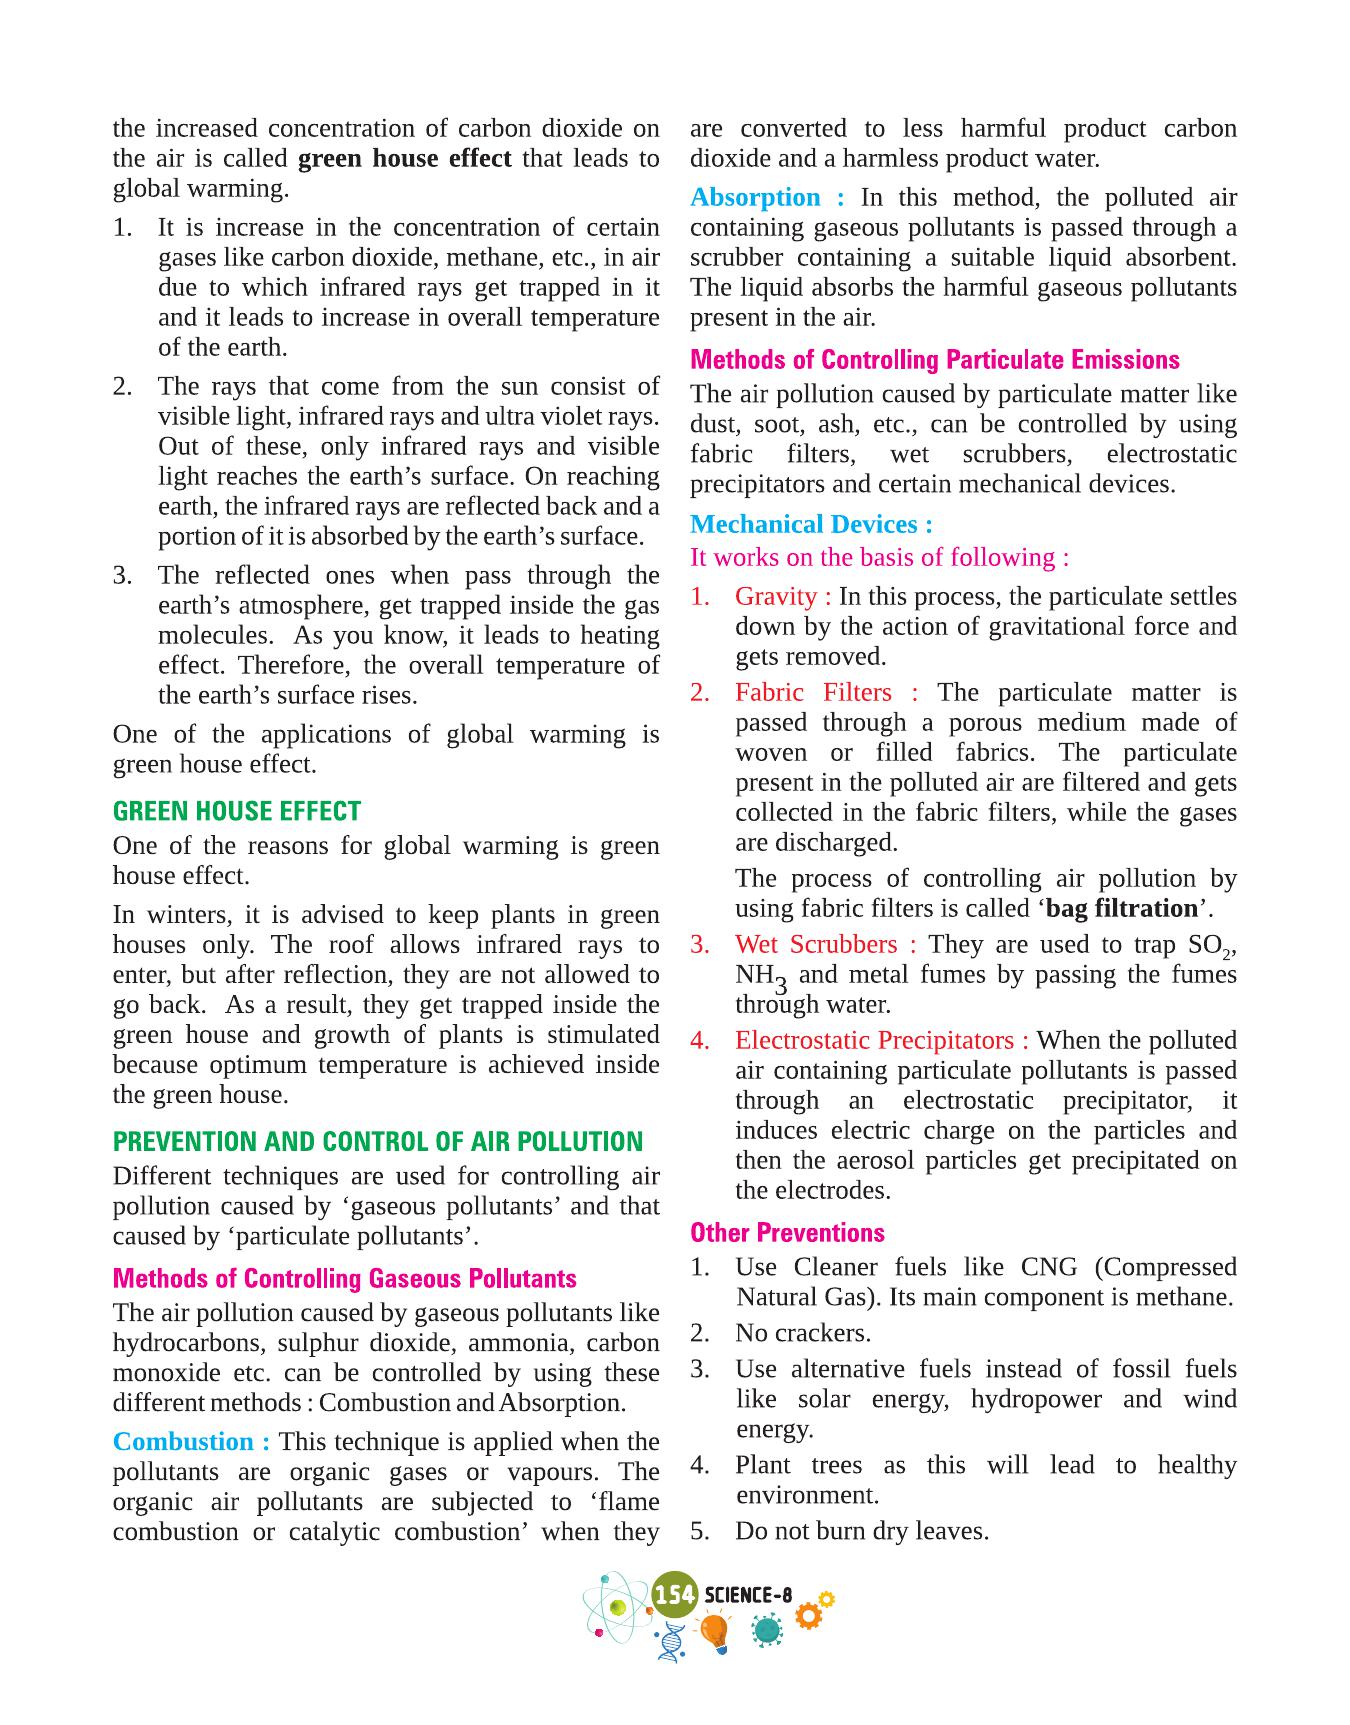 the increased concentration of carbon dioxide on
the air is called green house effect that leads to
global warming.
1. It is increase in the concentration of certain
gases like carbon dioxide, methane, etc., in air
due to which infrared rays get trapped in it
and it leads to increase in overall temperature
of the earth.
2. The rays that come from the sun consist of
visible light, infrared rays and ultra violet rays.
Out of these, only infrared rays and visible
light reaches the earth’s surface. On reaching
earth, the infrared rays are reflected back and a
portion of it is absorbed by the earth’s surface.
3. The reflected ones when pass through the
earth’s atmosphere, get trapped inside the gas
molecules. As you know, it leads to heating
effect. Therefore, the overall temperature of
the earth’s surface rises.
One of the applications of global warming is
green house effect.
GREEN HOUSE EFFECT
One of the reasons for global warming is green
house effect.
In winters, it is advised to keep plants in green
houses only. The roof allows infrared rays to
enter, but after reflection, they are not allowed to
go back. As a result, they get trapped inside the
green house and growth of plants is stimulated
because optimum temperature is achieved inside
the green house.
PREVENTION AND CONTROL OF AIR POLLUTION
Different techniques are used for controlling air
pollution caused by ‘gaseous pollutants’ and that
caused by ‘particulate pollutants’.
Methods of Controlling Gaseous Pollutants
The air pollution caused by gaseous pollutants like
hydrocarbons, sulphur dioxide, ammonia, carbon
monoxide etc. can be controlled by using these
different methods : Combustion and Absorption.
Combustion : This technique is applied when the
pollutants are organic gases or vapours. The
organic air pollutants are subjected to ‘flame
combustion or catalytic combustion’ when they
are converted to less harmful product carbon
dioxide and a harmless product water.
Absorption : In this method, the polluted air
containing gaseous pollutants is passed through a
scrubber containing a suitable liquid absorbent.
The liquid absorbs the harmful gaseous pollutants
present in the air.
Methods of Controlling Particulate Emissions
The air pollution caused by particulate matter like
dust, soot, ash, etc., can be controlled by using
fabric filters, wet scrubbers, electrostatic
precipitators and certain mechanical devices.
Mechanical Devices :
It works on the basis of following :
1. Gravity : In this process, the particulate settles
down by the action of gravitational force and
gets removed.
2. Fabric Filters : The particulate matter is
passed through a porous medium made of
woven or filled fabrics. The particulate
present in the polluted air are filtered and gets
collected in the fabric filters, while the gases
are discharged.
The process of controlling air pollution by
using fabric filters is called ‘bag filtration’.
3. Wet Scrubbers : They are used to trap SO₂,
NH₃ and metal fumes by passing the fumes
through water.
4. Electrostatic Precipitators : When the polluted
air containing particulate pollutants is passed
through an electrostatic precipitator, it
induces electric charge on the particles and
then the aerosol particles get precipitated on
the electrodes.
Other Preventions
1. Use Cleaner fuels like CNG (Compressed
Natural Gas). Its main component is methane.
2. No crackers.
3. Use alternative fuels instead of fossil fuels
like solar energy, hydropower and wind
energy.
4. Plant trees as this will lead to healthy
environment.
5. Do not burn dry leaves.
154 SCIENCE-8